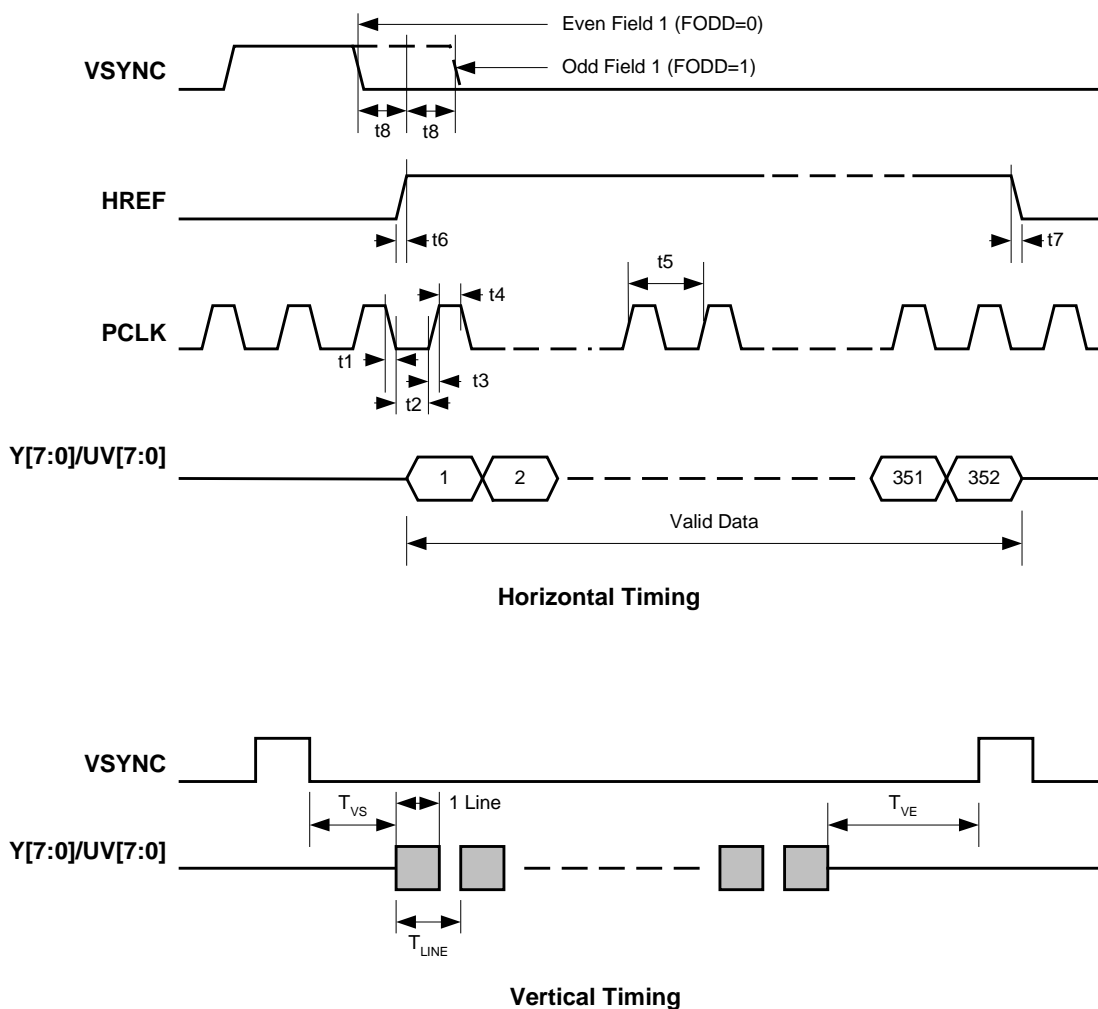 Even Field 1 (FODD=0)
VSYNC
Odd Field 1 (FODD=1)
t8 t8
HREF
t6 t7
t5
t4
PCLK
t1 t3
t2
Y[7:0]/UV[7:0]
1 2 351 352
Valid Data
Horizontal Timing
VSYNC
TVS 1 Line TVE
Y[7:0]/UV[7:0]
TLINE
Vertical Timing